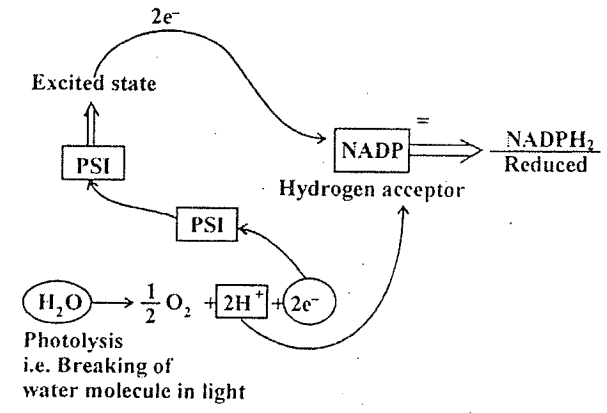 2e⁻
Excited state
PSI
=
NADP
NADPH₂
Reduced
Hydrogen acceptor
PSI
H₂O → 1/2 O₂ + 2H⁺ + 2e⁻
Photolysis
i.e. Breaking of
water molecule in light